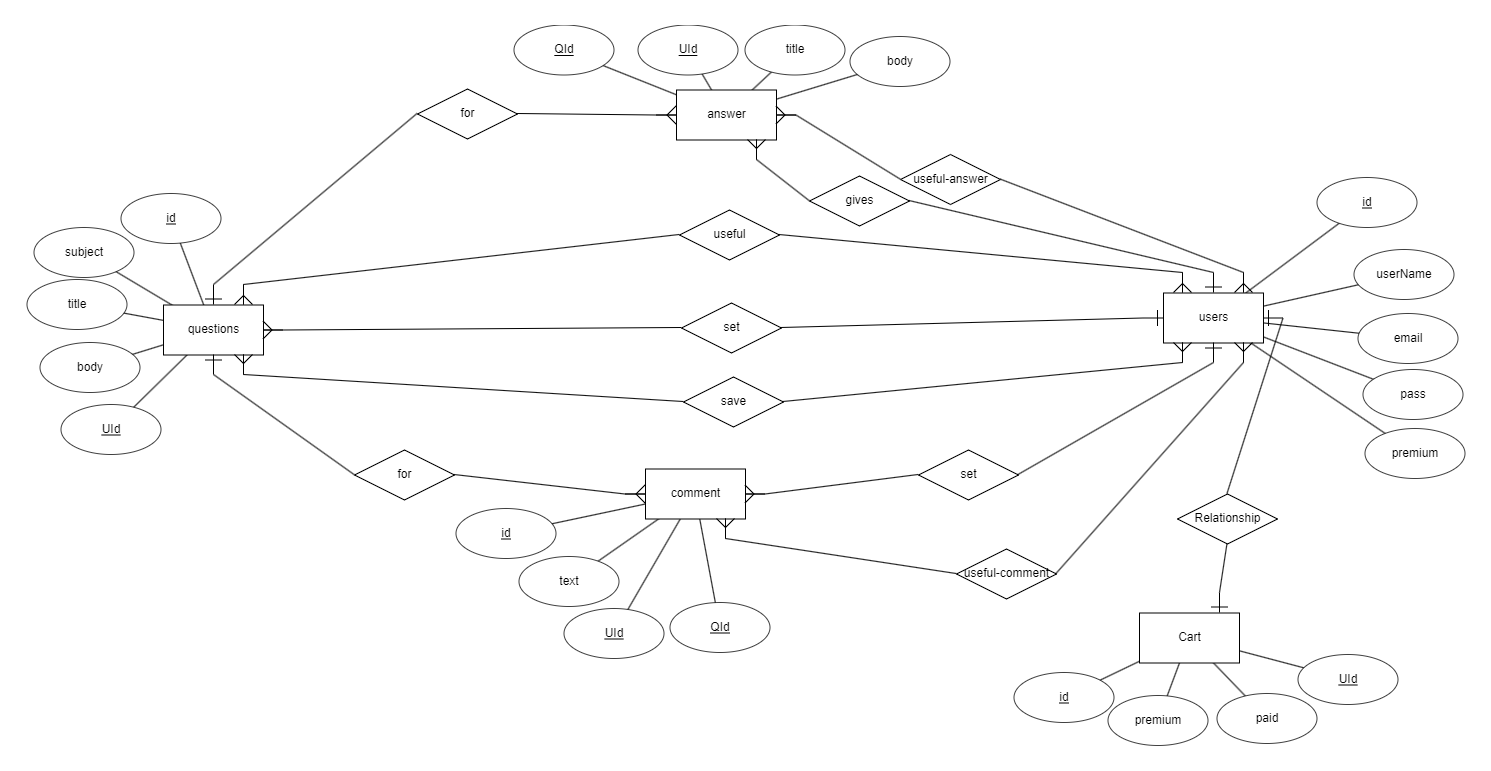 QId
UId
title
body
answer
for
useful-answer
gives
id
subject
title
body
UId
questions
useful
set
save
users
id
userName
email
pass
premium
for
comment
set
id
text
UId
QId
useful-comment
Relationship
Cart
id
premium
paid
UId